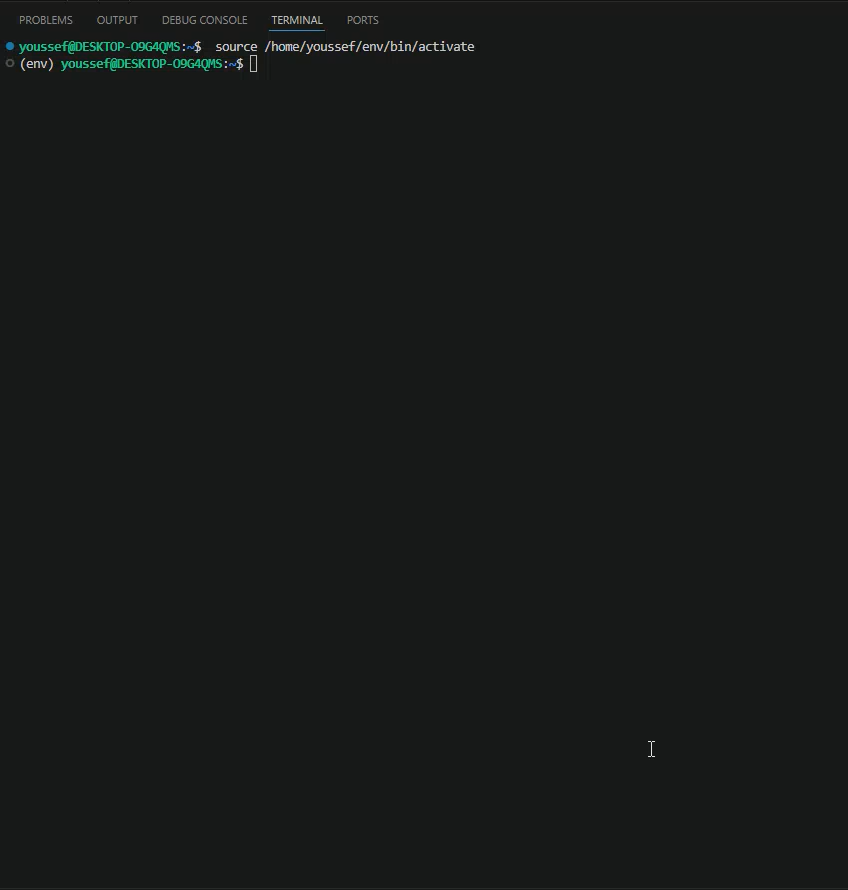 PROBLEMS OUTPUT DEBUG CONSOLE TERMINAL PORTS
youssef@DESKTOP-O9G4QMS:~$  source /home/youssef/env/bin/activate
(env) youssef@DESKTOP-O9G4QMS:~$